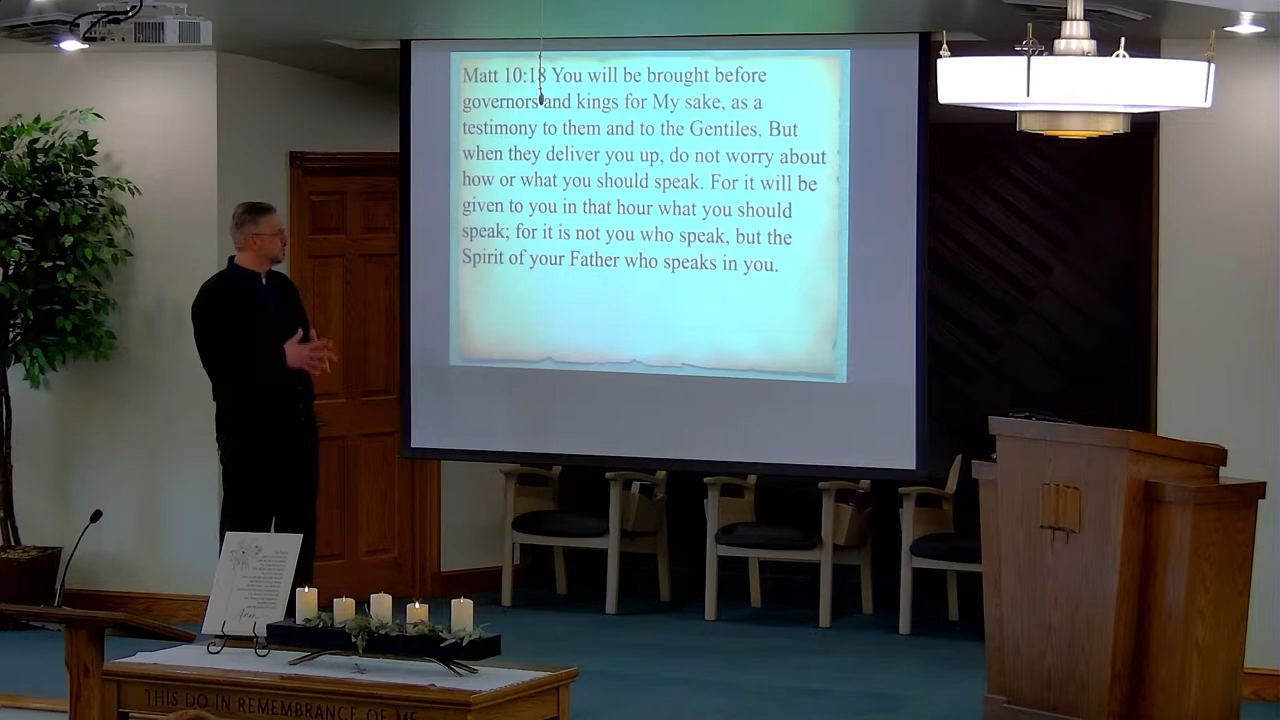 Matt 10:18 You will be brought before
governors and kings for My sake, as a
testimony to them and to the Gentiles. But
when they deliver you up, do not worry about
how or what you should speak. For it will be
given to you in that hour what you should
speak; for it is not you who speak, but the
Spirit of your Father who speaks in you.
THIS DO IN REMEMBRANCE OF ME